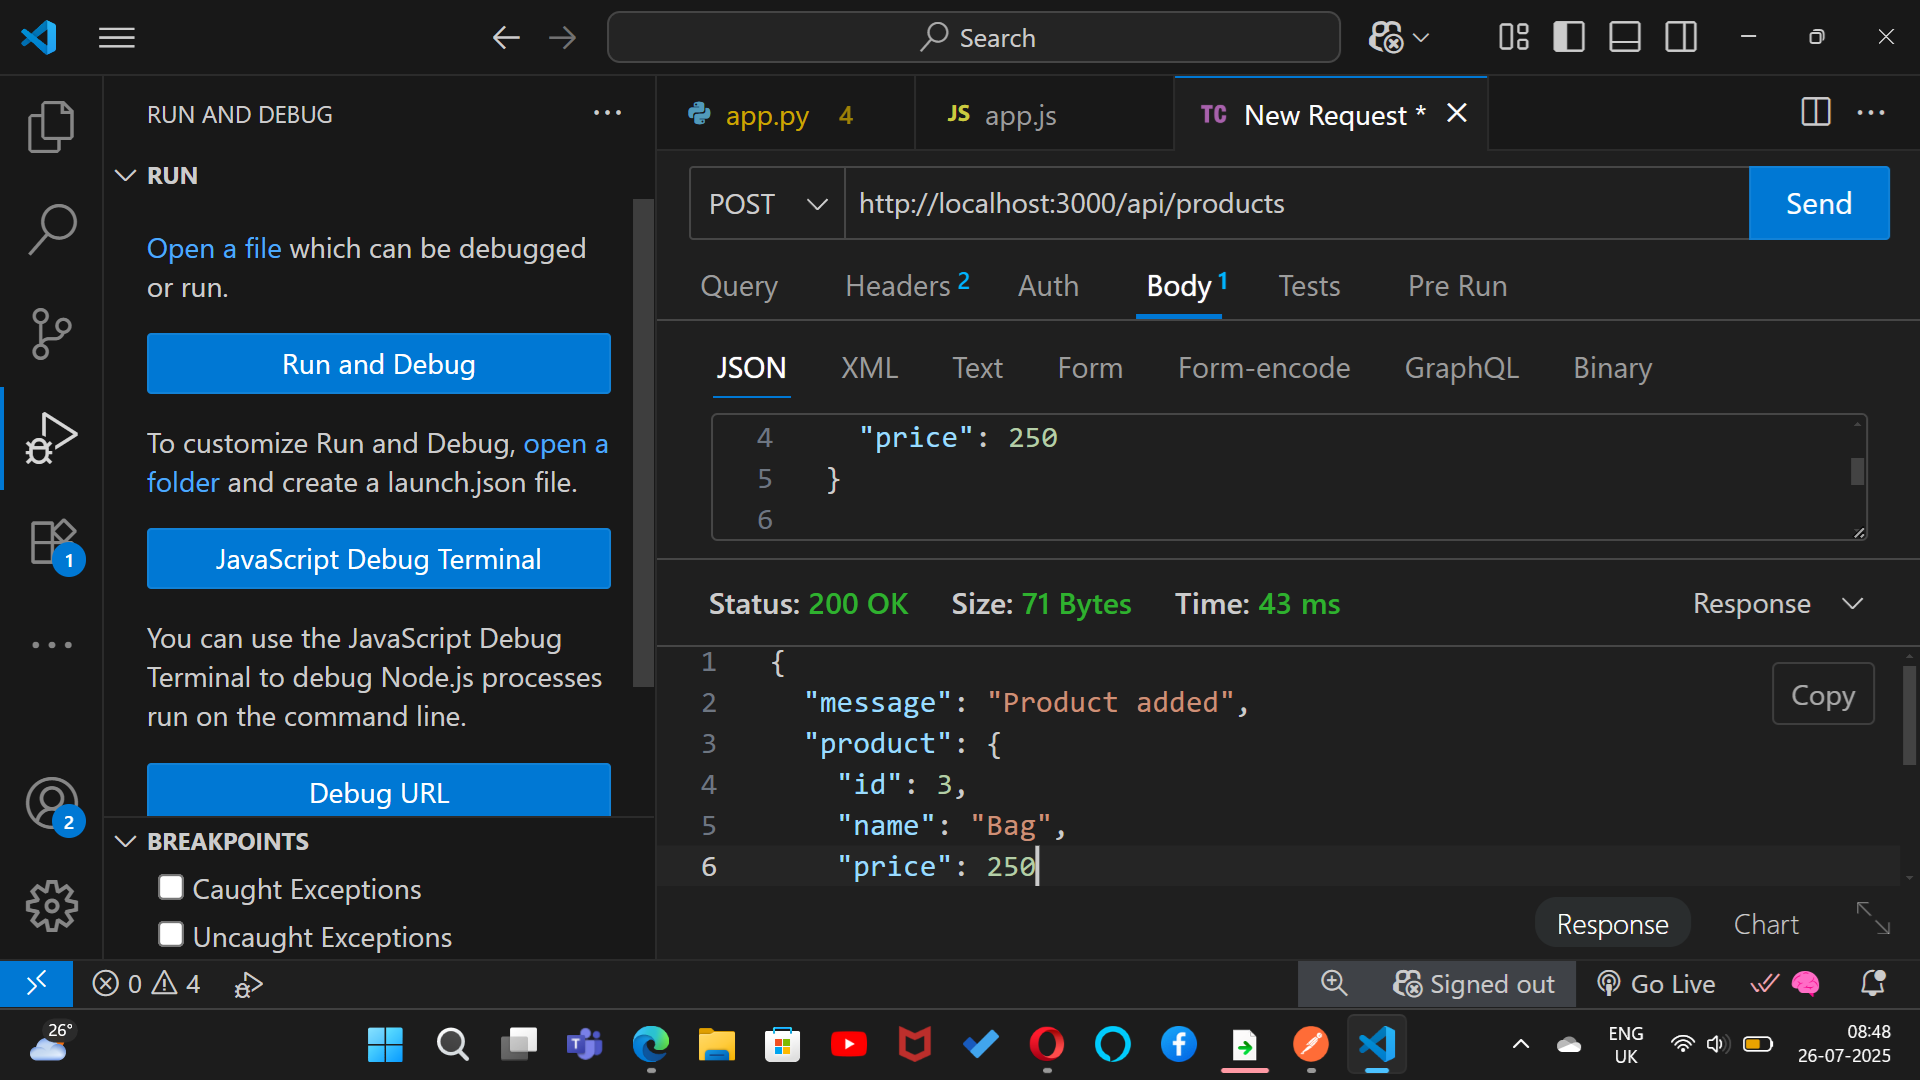 Search
RUN AND DEBUG
RUN
Open a file which can be debugged
or run.
Run and Debug
To customize Run and Debug, open a
folder and create a launch.json file.
JavaScript Debug Terminal
You can use the JavaScript Debug
Terminal to debug Node.js processes
run on the command line.
Debug URL
BREAKPOINTS
Caught Exceptions
Uncaught Exceptions
1
2
app.py 4
JS app.js
TC New Request *
POST
http://localhost:3000/api/products
Send
Query
Headers 2
Auth
Body 1
Tests
Pre Run
JSON
XML
Text
Form
Form-encode
GraphQL
Binary
4 "price": 250
5 }
6
Status: 200 OK Size: 71 Bytes Time: 43 ms
Response
1 {
2 "message": "Product added",
3 "product": {
4 "id": 3,
5 "name": "Bag",
6 "price": 250
Copy
Response
Chart
0 4
Signed out
Go Live
26°
ENG
UK
08:48
26-07-2025